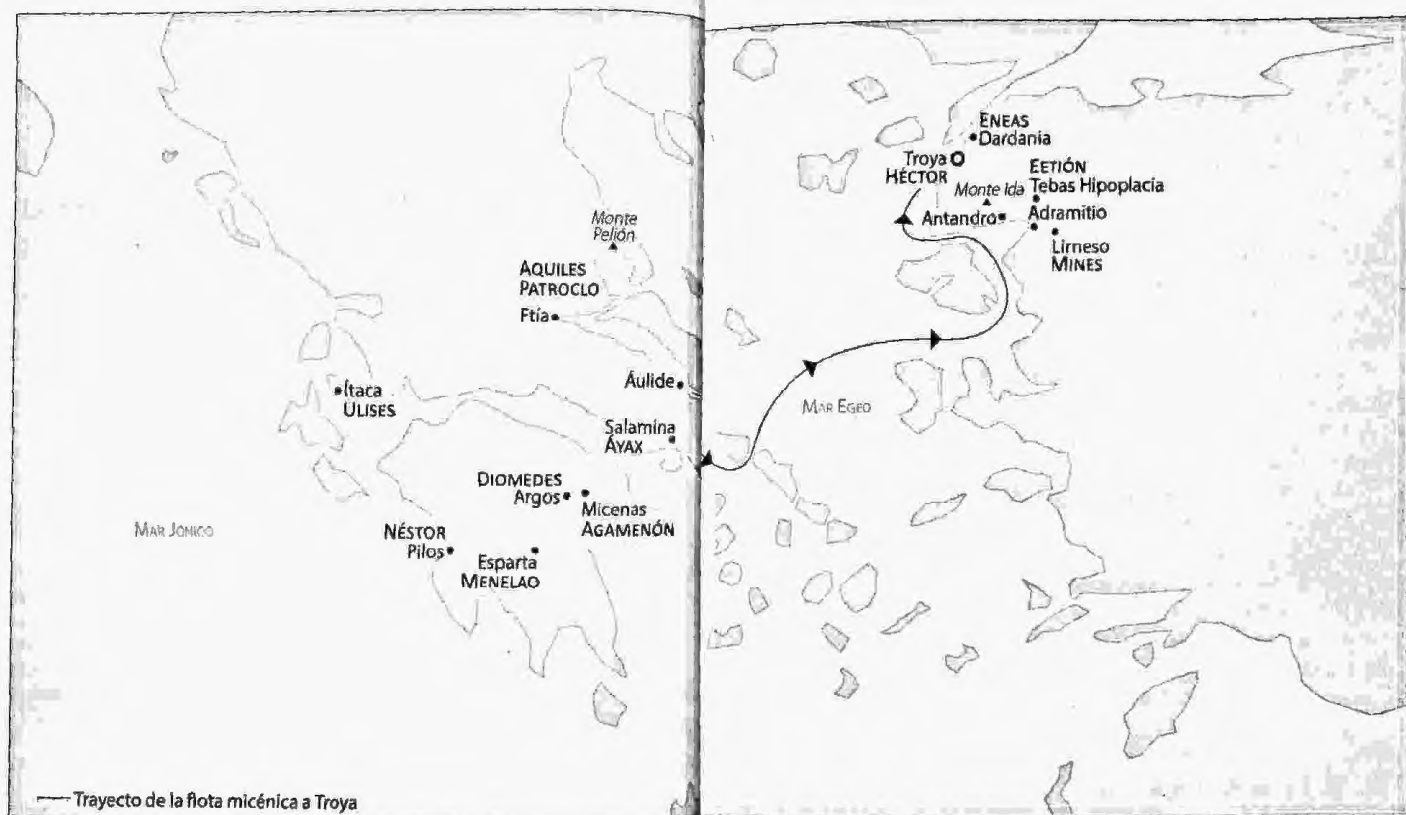 Monte
Pelión
AQUILES
PATROCLO
Ftía
Áulide
Ítaca
ULISES
Salamina
ÁYAX
DIOMEDES
Argos
Micenas
AGAMENÓN
MAR JÓNICO
NÉSTOR
Pilos
Esparta
MENELAO
Trayecto de la flota micénica a Troya
ENEAS
Dardania
Troya
HÉCTOR
EETIÓN
Tebas Hipoplacía
Monte Ida
Antandro
Adramitio
Lirneso
MINES
MAR EGEO